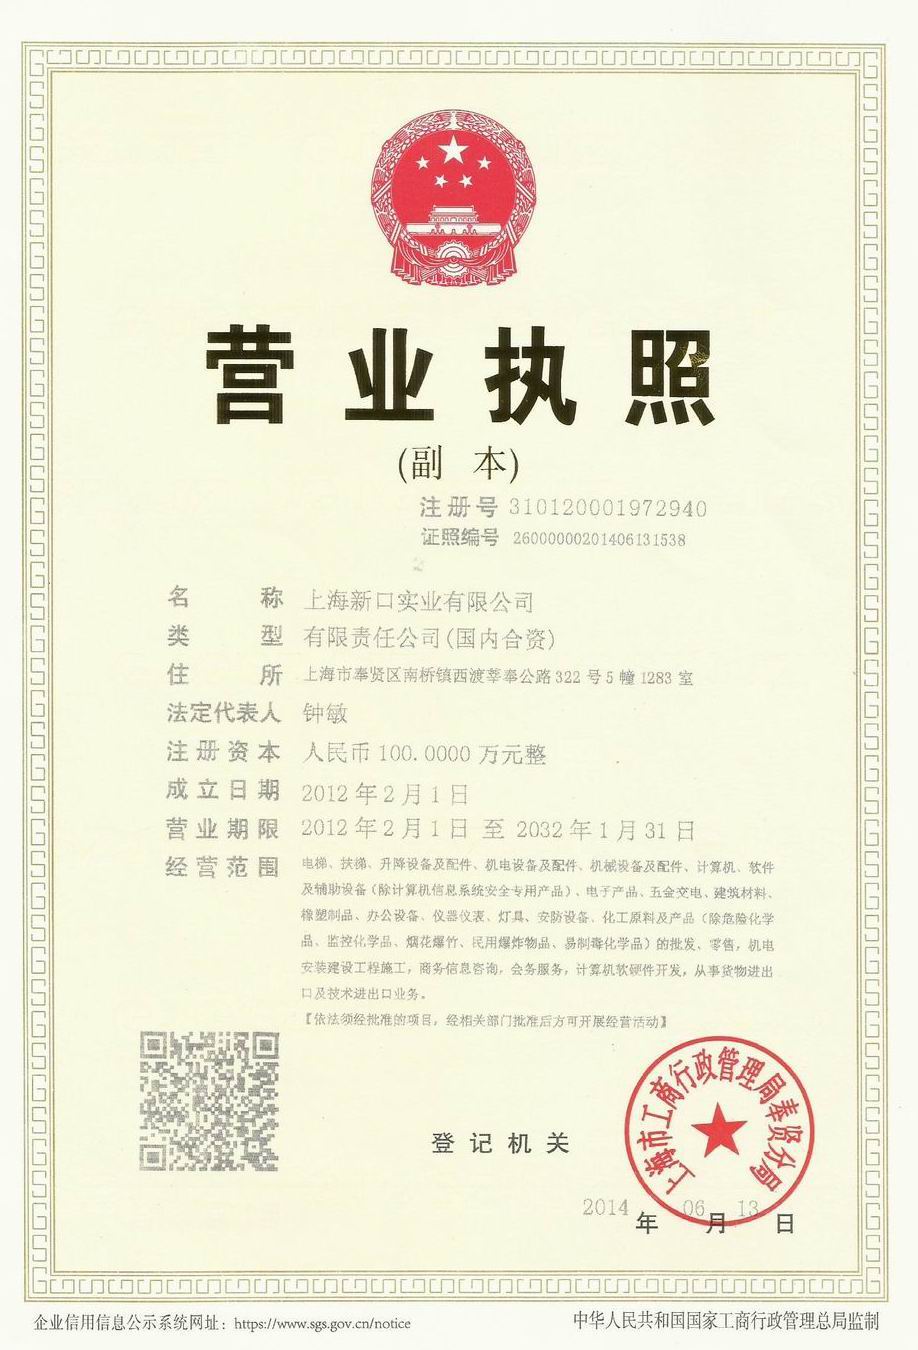 营业执照
(副 本)
注册号 310120001972940
证照编号 26000000201406131538
名称 上海新口实业有限公司
类型 有限责任公司(国内合资)
住所 上海市奉贤区南桥镇西渡莘奉公路322号5幢1283室
法定代表人 钟敏
注册资本 人民币100.0000万元整
成立日期 2012年2月1日
营业期限 2012年2月1日 至 2032年1月31日
经营范围 电梯、扶梯、升降设备及配件、机电设备及配件、机械设备及配件、计算机、软件
及辅助设备（除计算机信息系统安全专用产品）、电子产品、五金交电、建筑材料、
橡塑制品、办公设备、仪器仪表、灯具、安防设备、化工原料及产品（除危险化学
品、监控化学品、烟花爆竹、民用爆炸物品、易制毒化学品）的批发、零售，机电
安装建设工程施工，商务信息咨询，会务服务，计算机软硬件开发，从事货物进出
口及技术进出口业务。
【依法须经批准的项目，经相关部门批准后方可开展经营活动】
上海市工商行政管理局奉贤分局
登记机关
2014年06月13日
企业信用信息公示系统网址：https://www.sgs.gov.cn/notice
中华人民共和国国家工商行政管理总局监制